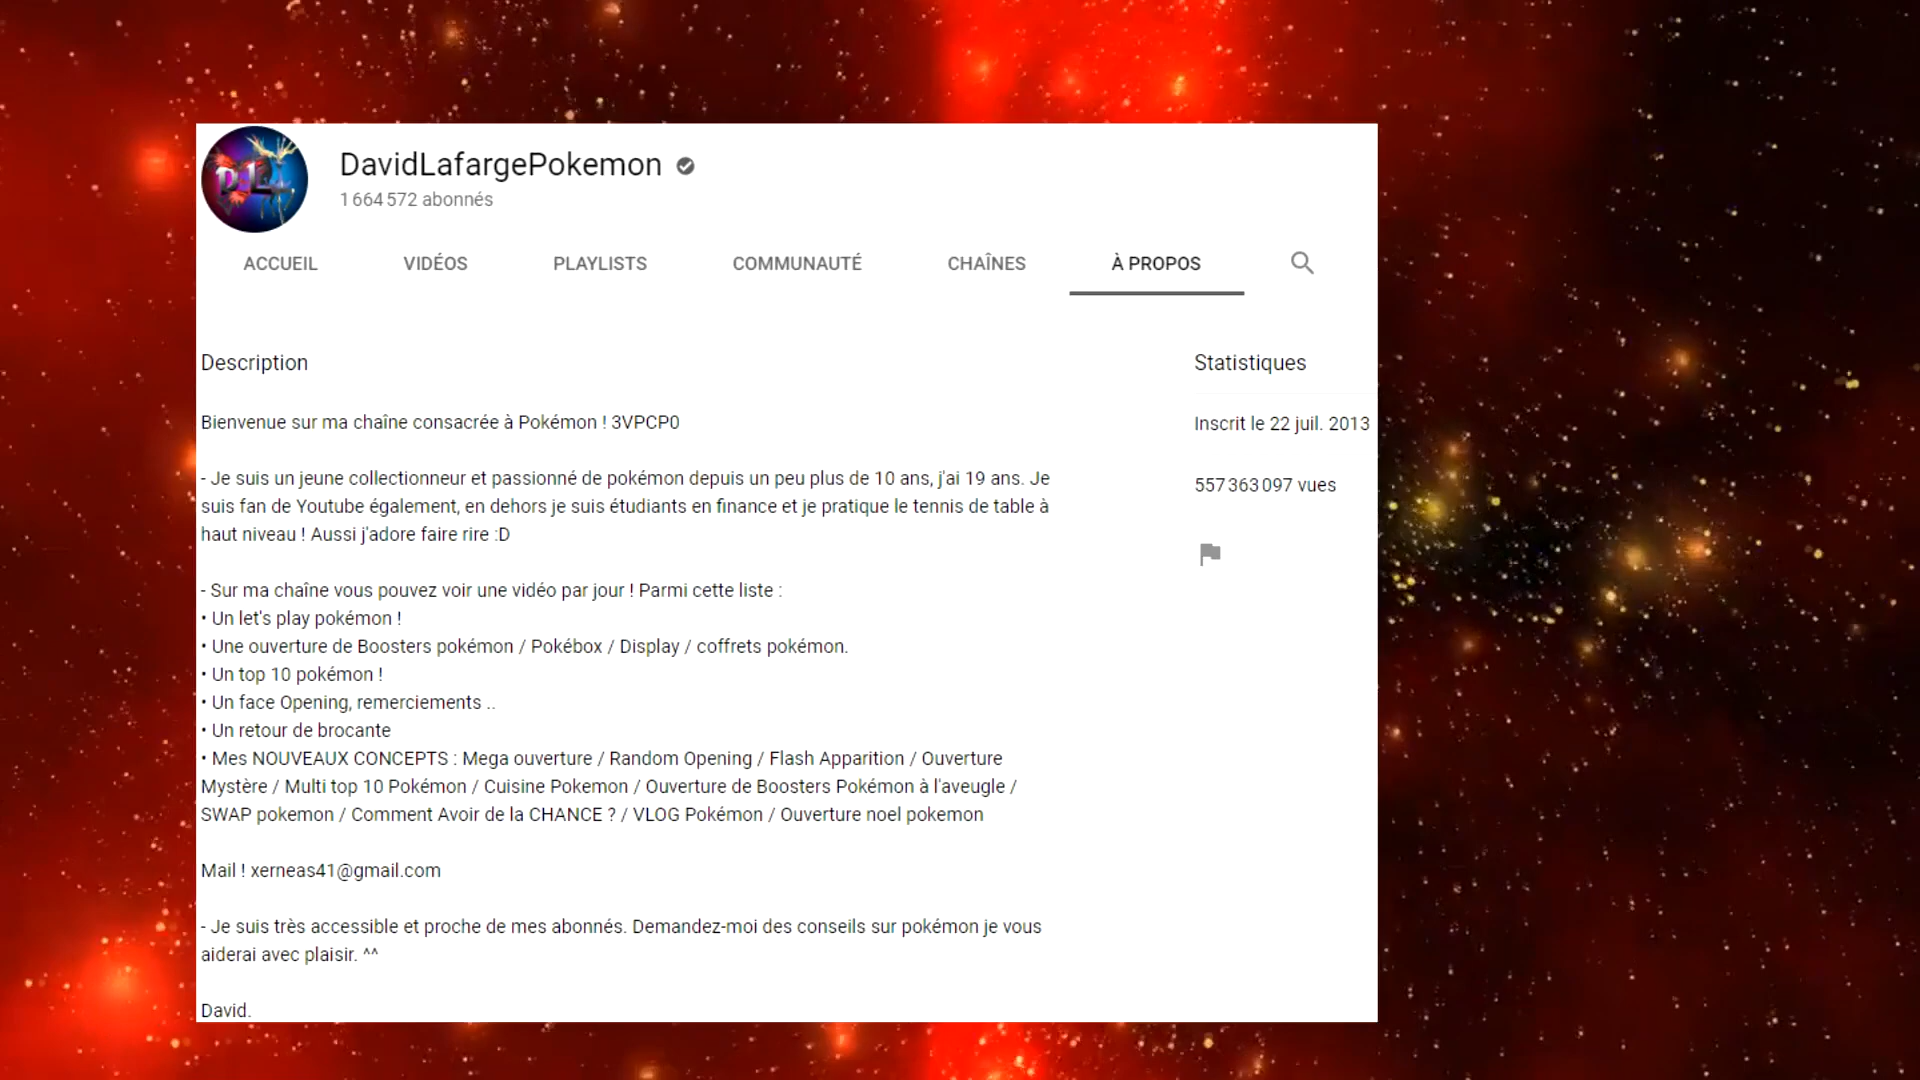 DL
DavidLafargePokemon
1 664 572 abonnés
ACCUEIL VIDÉOS PLAYLISTS COMMUNAUTÉ CHAÎNES À PROPOS
Description
Bienvenue sur ma chaîne consacrée à Pokémon ! 3VPCP0
- Je suis un jeune collectionneur et passionné de pokémon depuis un peu plus de 10 ans, j'ai 19 ans. Je
suis fan de Youtube également, en dehors je suis étudiants en finance et je pratique le tennis de table à
haut niveau ! Aussi j'adore faire rire :D
- Sur ma chaîne vous pouvez voir une vidéo par jour ! Parmi cette liste :
• Un let's play pokémon !
• Une ouverture de Boosters pokémon / Pokébox / Display / coffrets pokémon.
• Un top 10 pokémon !
• Un face Opening, remerciements ..
• Un retour de brocante
• Mes NOUVEAUX CONCEPTS : Mega ouverture / Random Opening / Flash Apparition / Ouverture
Mystère / Multi top 10 Pokémon / Cuisine Pokemon / Ouverture de Boosters Pokémon à l'aveugle /
SWAP pokemon / Comment Avoir de la CHANCE ? / VLOG Pokémon / Ouverture noel pokemon
Mail ! xerneas41@gmail.com
- Je suis très accessible et proche de mes abonnés. Demandez-moi des conseils sur pokémon je vous
aiderai avec plaisir. ^^
David.
Statistiques
Inscrit le 22 juil. 2013
557 363 097 vues